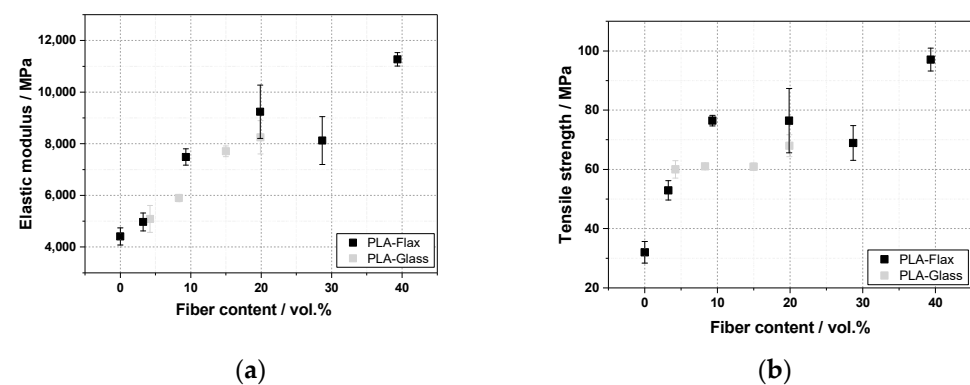 12,000
10,000
8,000
6,000
4,000
Elastic modulus / MPa
PLA-Flax
PLA-Glass
0 10 20 30 40
Fiber content / vol.%
(a)
100
80
60
40
20
Tensile strength / MPa
PLA-Flax
PLA-Glass
0 10 20 30 40
Fiber content / vol.%
(b)